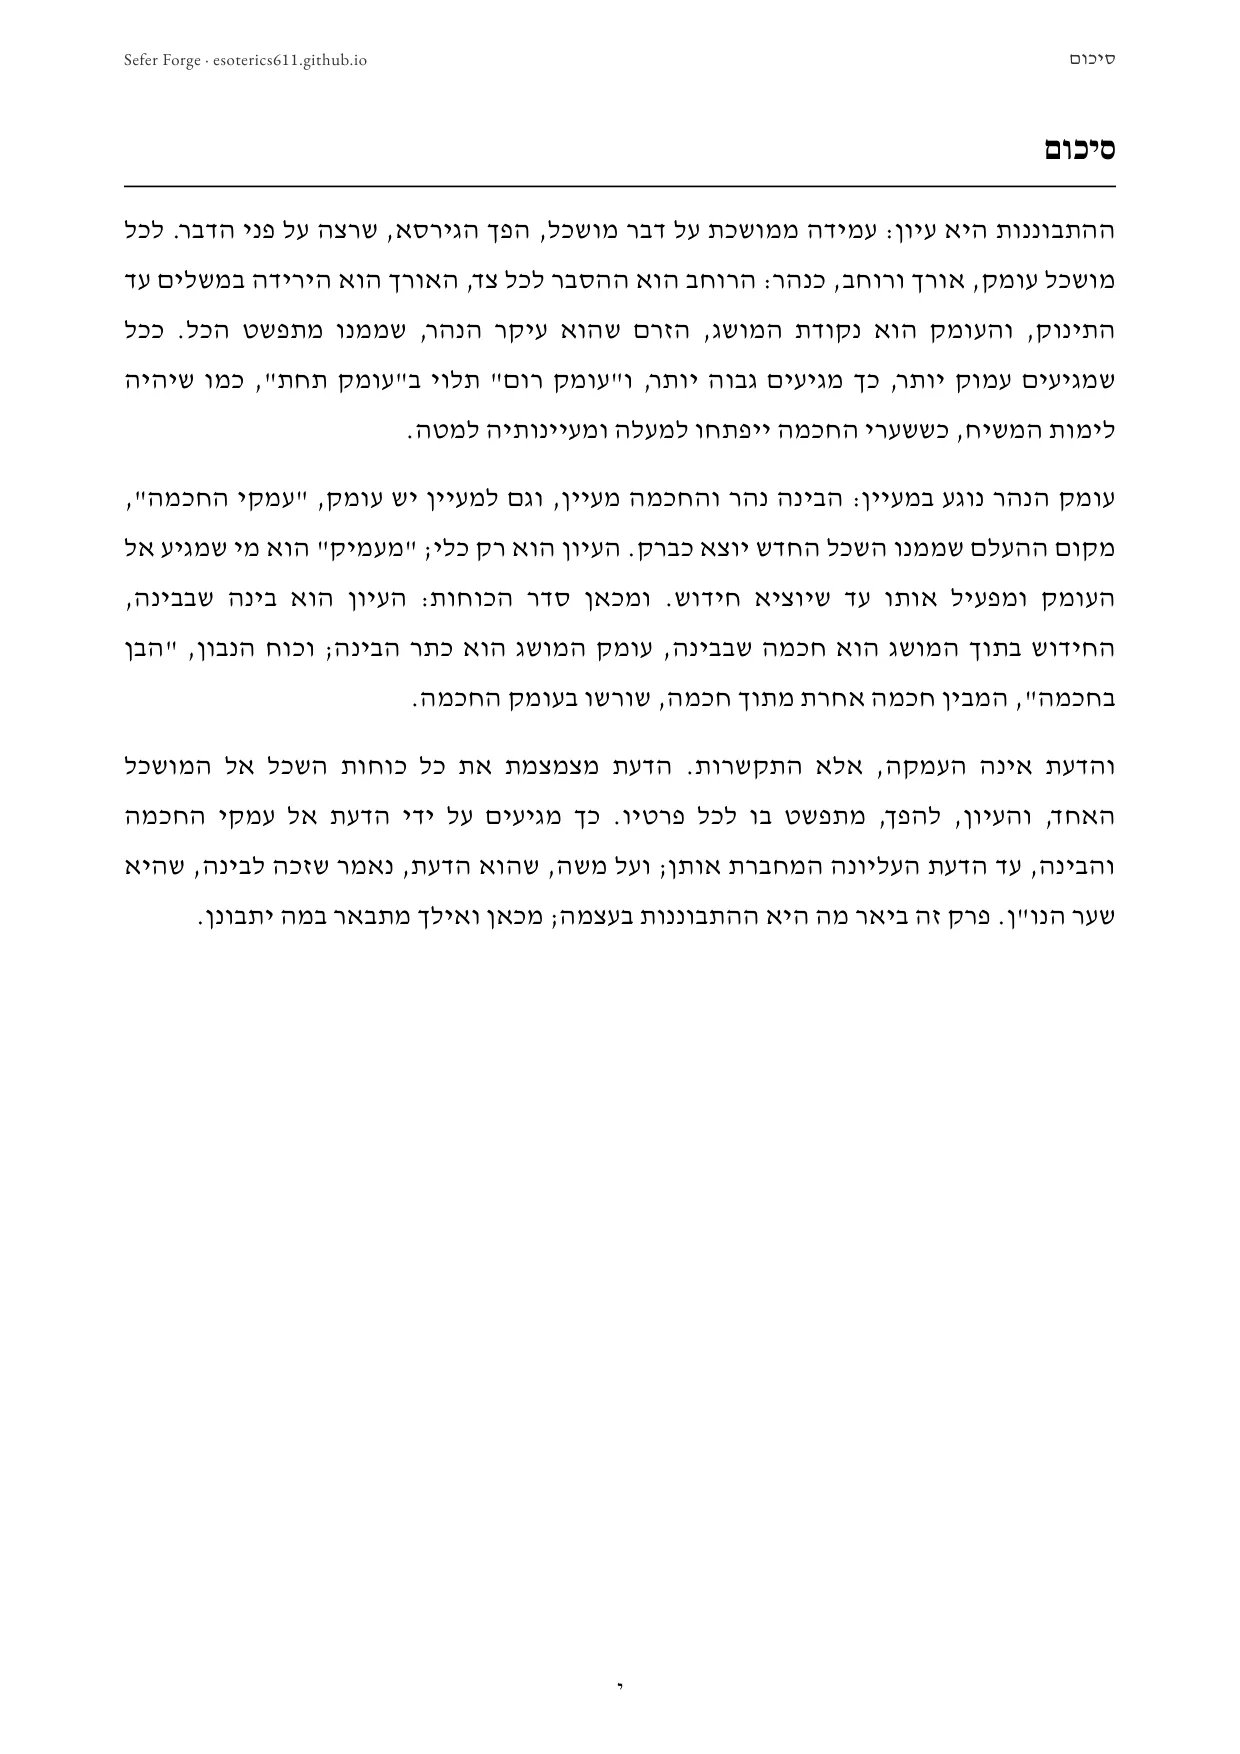 Sefer Forge · esoterics611.github.io
סיכום
סיכום
ההתבוננות היא עיון: עמידה ממושכת על דבר מושכל, הפך הגירסא, שרצה על פני הדבר. לכל
מושכל עומק, אורך ורוחב, כנהר: הרוחב הוא ההסבר לכל צד, האורך הוא הירידה במשלים עד
התינוק, והעומק הוא נקודת המושג, הזרם שהוא עיקר הנהר, שממנו מתפשט הכל. ככל
שמגיעים עמוק יותר, כך מגיעים גבוה יותר, ו"עומק רום" תלוי ב"עומק תחת", כמו שיהיה
לימות המשיח, כששערי החכמה ייפתחו למעלה ומעיינותיה למטה.
עומק הנהר נוגע במעיין: הבינה נהר והחכמה מעיין, וגם למעיין יש עומק, "עמקי החכמה",
מקום ההעלם שממנו השכל החדש יוצא כברק. העיון הוא רק כלי; "מעמיק" הוא מי שמגיע אל
העומק ומפעיל אותו עד שיוציא חידוש. ומכאן סדר הכוחות: העיון הוא בינה שבבינה,
החידוש בתוך המושג הוא חכמה שבבינה, עומק המושג הוא כתר הבינה; וכוח הנבון, "הבן
בחכמה", המבין חכמה אחרת מתוך חכמה, שורשו בעומק החכמה.
והדעת אינה העמקה, אלא התקשרות. הדעת מצמצמת את כל כוחות השכל אל המושכל
האחד, והעיון, להפך, מתפשט בו לכל פרטיו. כך מגיעים על ידי הדעת אל עמקי החכמה
והבינה, עד הדעת העליונה המחברת אותן; ועל משה, שהוא הדעת, נאמר שזכה לבינה, שהיא
שער הנו"ן. פרק זה ביאר מה היא ההתבוננות בעצמה; מכאן ואילך מתבאר במה יתבונן.
י